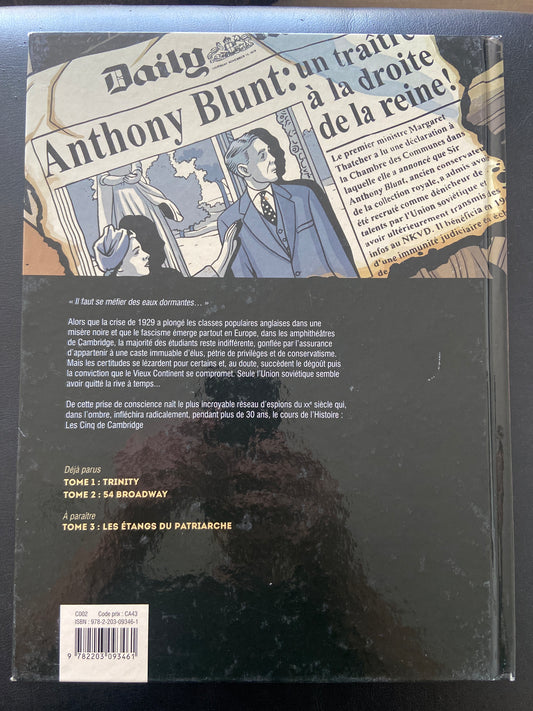 Daily
THURSDAY, NOVEMBER 15, 1979
Anthony Blunt: un traître
à la droite
de la reine!
Le premier ministre Margaret
Thatcher a lu une déclaration à
la Chambre des Communes dans
laquelle elle a annoncé que Sir
Anthony Blunt, ancien conservateur
de la collection royale, a admis avoir
été recruté comme dénicheur de
talents par l'Union soviétique et
avoir ultérieurement transmis des
infos au NKVD. Il bénéficia en 19
d'une immunité judiciaire en éc
« Il faut se méfier des eaux dormantes… »
Alors que la crise de 1929 a plongé les classes populaires anglaises dans une
misère noire et que le fascisme émerge partout en Europe, dans les amphithéâtres
de Cambridge, la majorité des étudiants reste indifférente, gonflée par l'assurance
d'appartenir à une caste immuable d'élus, pétrie de privilèges et de conservatisme.
Mais les certitudes se lézardent pour certains et, au doute, succèdent le dégoût puis
la conviction que le Vieux Continent se compromet. Seule l'Union soviétique semble
avoir quitté la rive à temps...
De cette prise de conscience naît le plus incroyable réseau d'espions du XXe siècle qui,
dans l'ombre, infléchira radicalement, pendant plus de 30 ans, le cours de l'Histoire :
Les Cinq de Cambridge
Déjà parus
TOME 1 : TRINITY
TOME 2 : 54 BROADWAY
À paraître
TOME 3 : LES ÉTANGS DU PATRIARCHE
C002 Code prix : CA43
ISBN : 978-2-203-09346-1
9 782203 093461